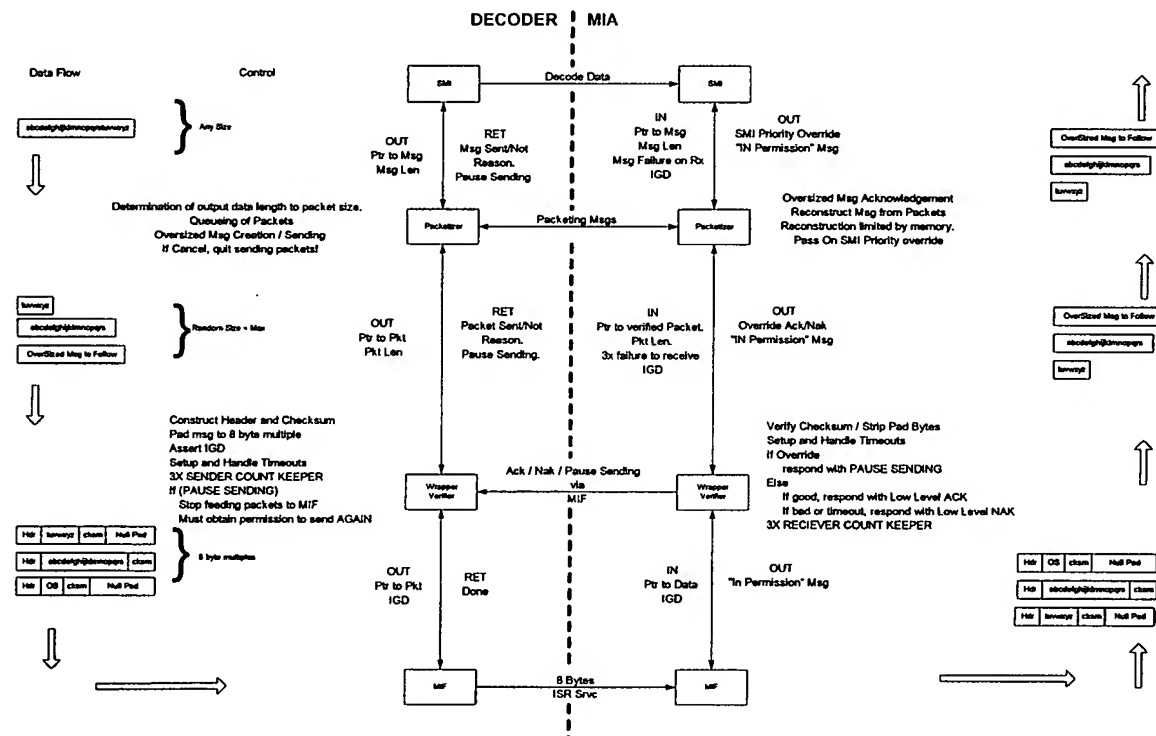 DECODER
MIA
Data Flow
Control
Any Size
SMI
Decode Data
SMI
OUT
Ptr to Msg
Msg Len
RET
Msg Sent/Not
Reason.
Pause Sending
IN
Ptr to Msg
Msg Len
Msg Failure on Rx
IGD
OUT
SMI Priority Override
"IN Permission" Msg
OverSized Msg to Follow
abcdefghijklmnopqrs
tuvwxyz
Determination of output data length to packet size.
Queueing of Packets
Oversized Msg Creation / Sending
If Cancel, quit sending packets!
Packetizer
Packeting Msgs
Packetizer
Oversized Msg Acknowledgement
Reconstruct Msg from Packets
Reconstruction limited by memory.
Pass On SMI Priority override
tuvwxyz
abcdefghijklmnopqrs
OverSized Msg to Follow
Random Size < Max
OUT
Ptr to Pkt
Pkt Len
RET
Packet Sent/Not
Reason.
Pause Sending.
IN
Ptr to verified Packet.
Pkt Len.
3x failure to receive
IGD
OUT
Override Ack/Nak
"IN Permission" Msg
OverSized Msg to Follow
abcdefghijklmnopqrs
tuvwxyz
Construct Header and Checksum
Pad msg to 8 byte multiple
Assert IGD
Setup and Handle Timeouts
3X SENDER COUNT KEEPER
If (PAUSE SENDING)
Stop feeding packets to MIF
Must obtain permission to send AGAIN
Wrapper
Verifier
Ack / Nak / Pause Sending
via
MIF
Wrapper
Verifier
Verify Checksum / Strip Pad Bytes
Setup and Handle Timeouts
If Override
respond with PAUSE SENDING
Else
If good, respond with Low Level ACK
If bad or timeout, respond with Low Level NAK
3X RECIEVER COUNT KEEPER
Hdr tuvwxyz cksm Null Pad
Hdr abcdefghijklmnopqrs cksm
Hdr OS cksm Null Pad
8 byte multiples
OUT
Ptr to Pkt
IGD
RET
Done
IN
Ptr to Data
IGD
OUT
"In Permission" Msg
Hdr OS cksm Null Pad
Hdr abcdefghijklmnopqrs cksm
Hdr tuvwxyz cksm Null Pad
MIF
8 Bytes
ISR Srvc
MIF